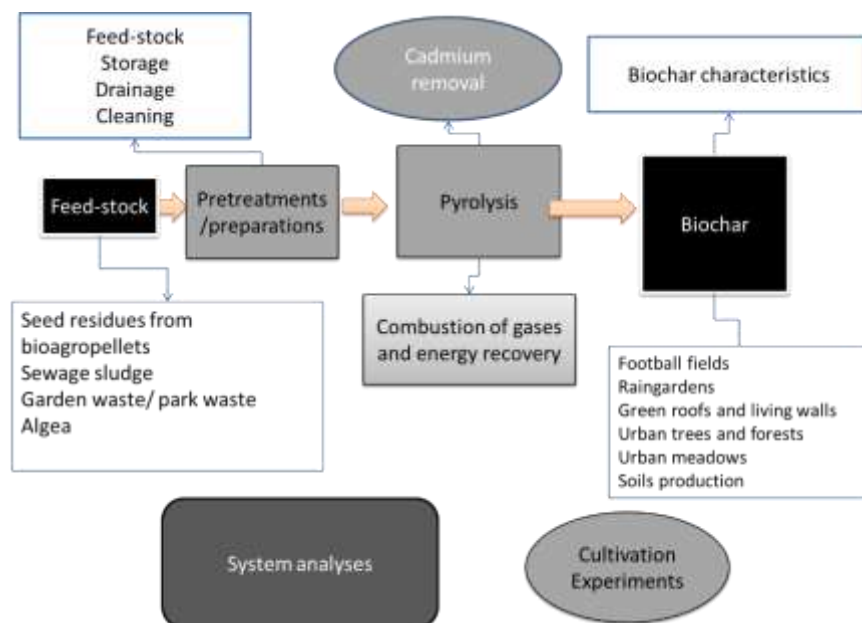 Feed-stock
Storage
Drainage
Cleaning
Cadmium
removal
Biochar characteristics
Feed-stock
Pretreatments
/preparations
Pyrolysis
Biochar
Seed residues from
bioagropellets
Sewage sludge
Garden waste/ park waste
Algea
Combustion of gases
and energy recovery
Football fields
Raingardens
Green roofs and living walls
Urban trees and forests
Urban meadows
Soils production
System analyses
Cultivation
Experiments